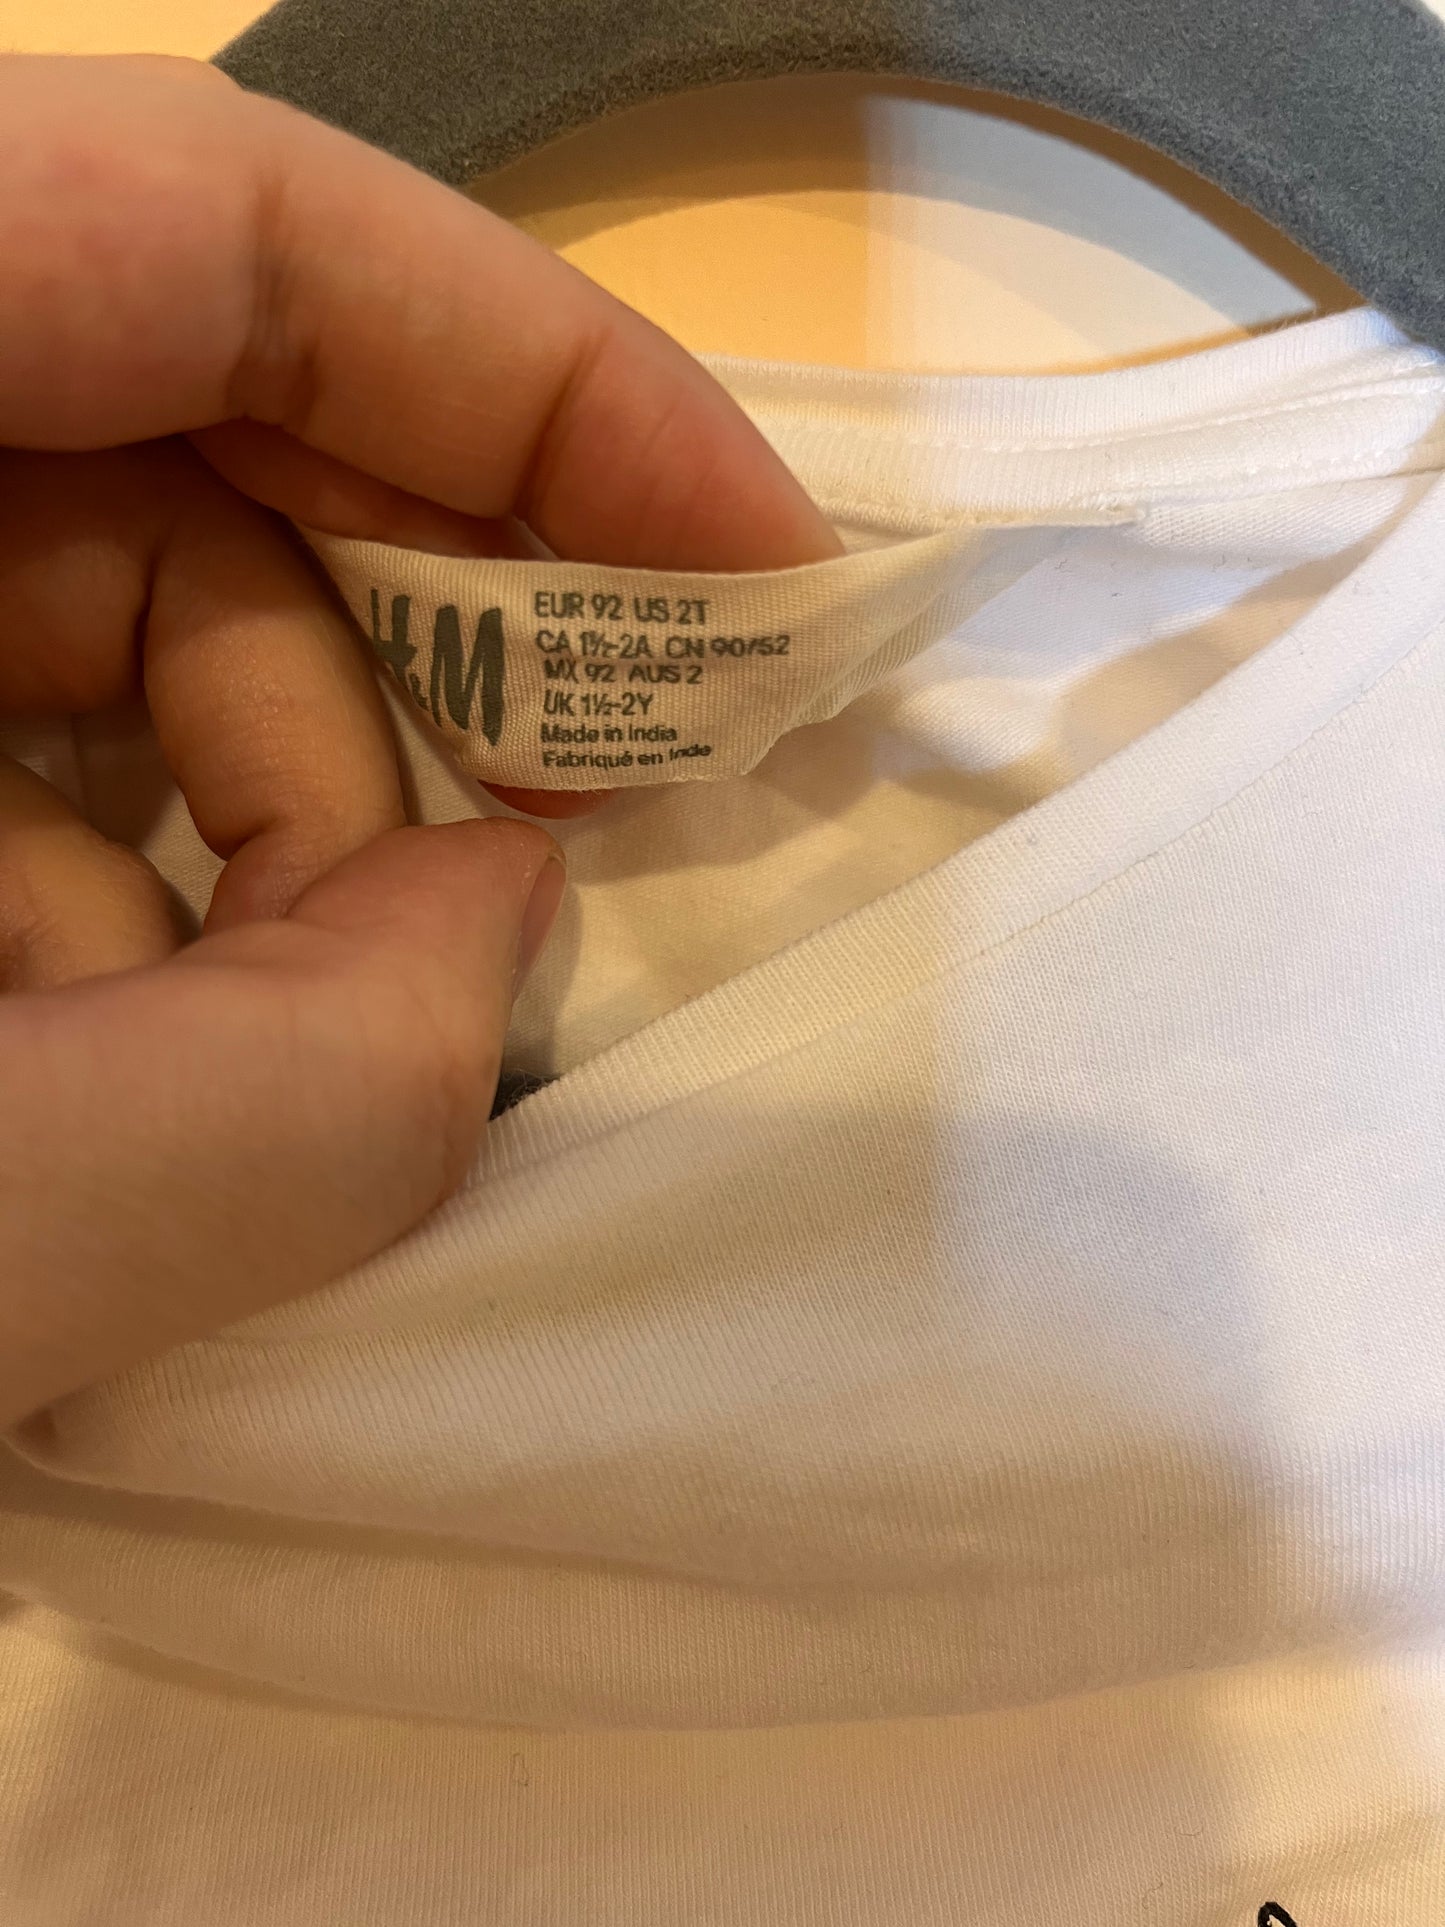 H&M
EUR 92 US 2T
CA 1½-2A CN 90/52
MX 92 AUS 2
UK 1½-2Y
Made in India
Fabriqué en Inde